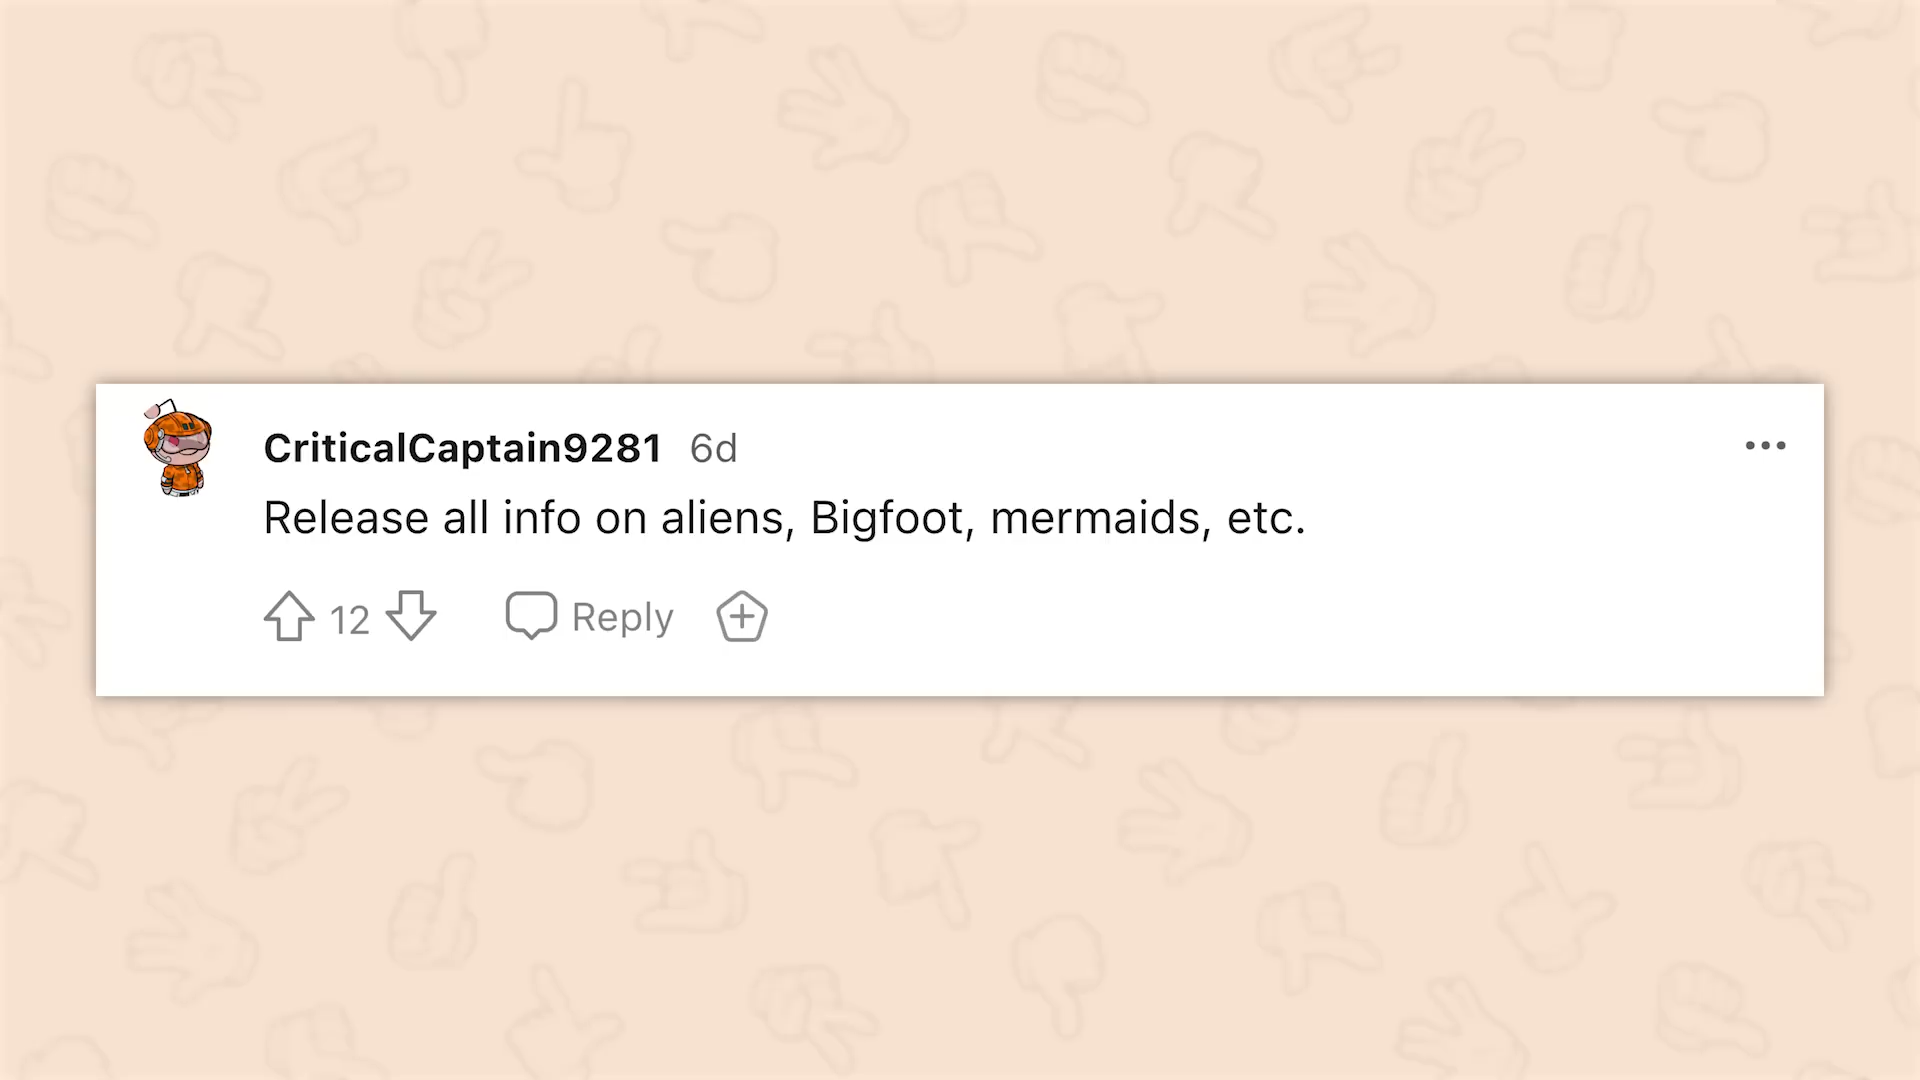 CriticalCaptain9281 6d
Release all info on aliens, Bigfoot, mermaids, etc.
12 Reply